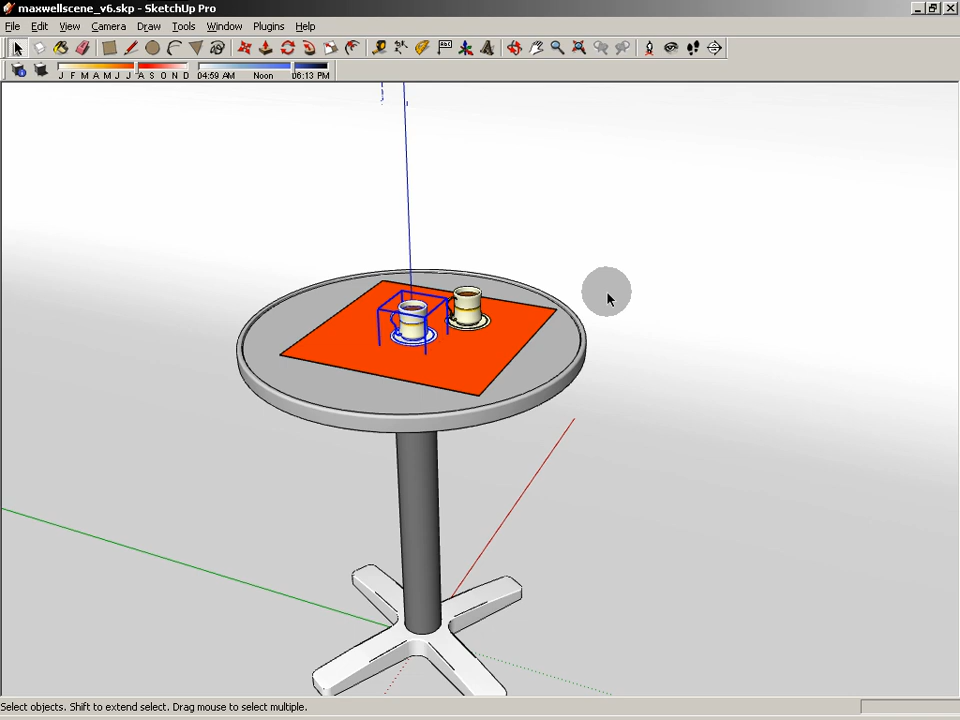 maxwellscene_v6.skp - SketchUp Pro
File Edit View Camera Draw Tools Window Plugins Help
J F M A M J J A S O N D 04:59 AM Noon 06:13 PM
Select objects. Shift to extend select. Drag mouse to select multiple.